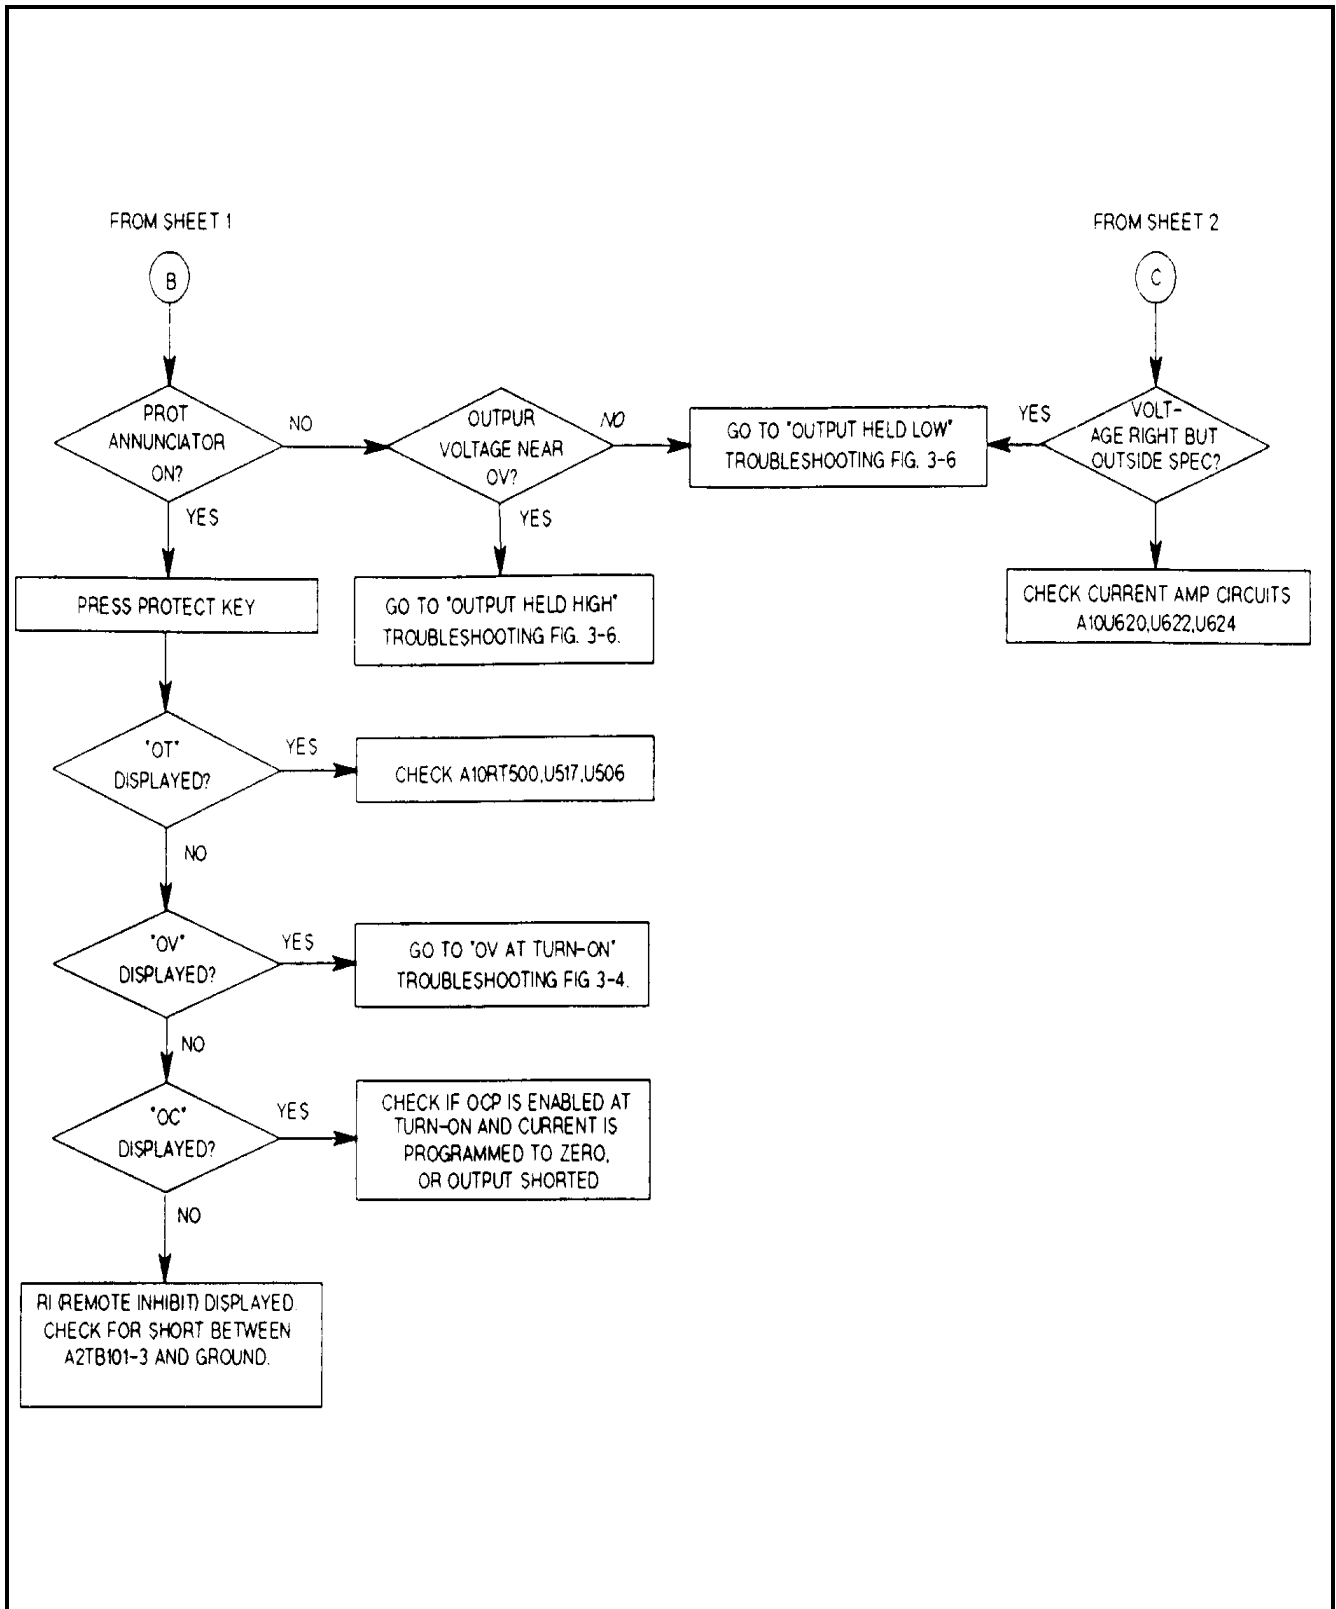 FROM SHEET 1
B
PROT
ANNUNCIATOR
ON?
NO
YES
OUTPUR
VOLTAGE NEAR
OV?
NO
YES
GO TO "OUTPUT HELD LOW"
TROUBLESHOOTING FIG. 3-6
FROM SHEET 2
C
YES
VOLT-
AGE RIGHT BUT
OUTSIDE SPEC?
CHECK CURRENT AMP CIRCUITS
A10U620,U622,U624
PRESS PROTECT KEY
GO TO "OUTPUT HELD HIGH"
TROUBLESHOOTING FIG. 3-6.
"OT"
DISPLAYED?
YES
CHECK A10RT500,U517,U506
NO
"OV"
DISPLAYED?
YES
GO TO "OV AT TURN-ON"
TROUBLESHOOTING FIG 3-4.
NO
"OC"
DISPLAYED?
YES
CHECK IF OCP IS ENABLED AT
TURN-ON AND CURRENT IS
PROGRAMMED TO ZERO,
OR OUTPUT SHORTED
NO
RI (REMOTE INHIBIT) DISPLAYED.
CHECK FOR SHORT BETWEEN
A2TB101-3 AND GROUND.